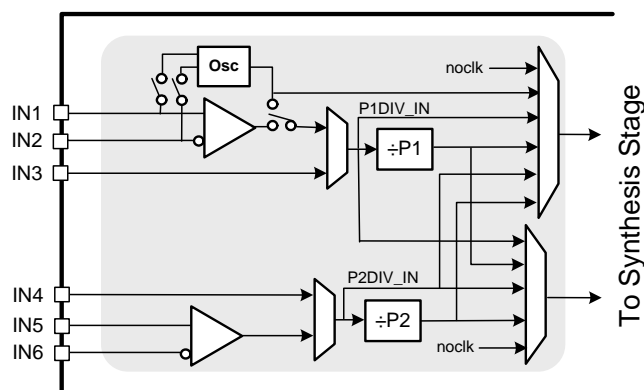 Osc
noclk
IN1
P1DIV_IN
IN2
÷P1
IN3
To Synthesis Stage
P2DIV_IN
IN4
IN5
÷P2
IN6
noclk